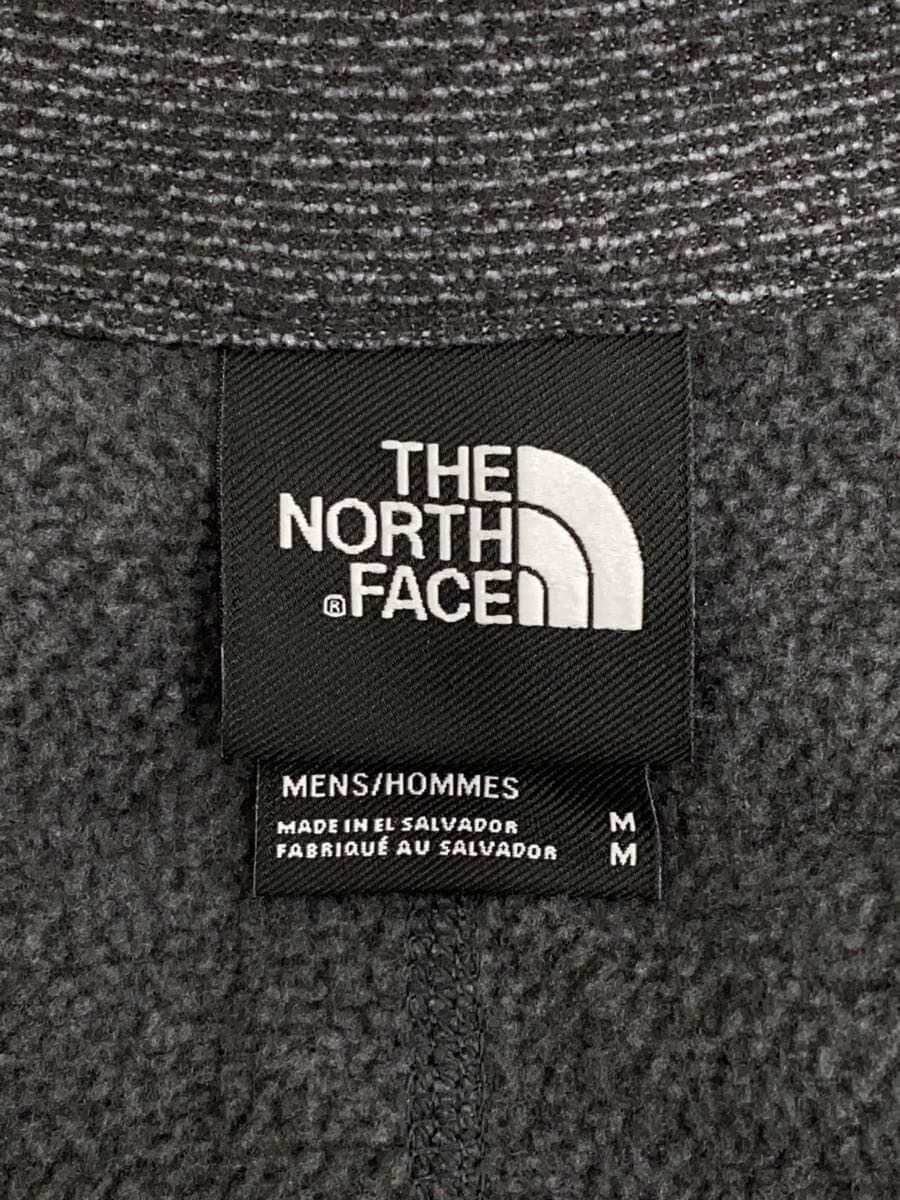 THE
NORTH
®FACE
MENS/HOMMES
MADE IN EL SALVADOR M
FABRIQUÉ AU SALVADOR M